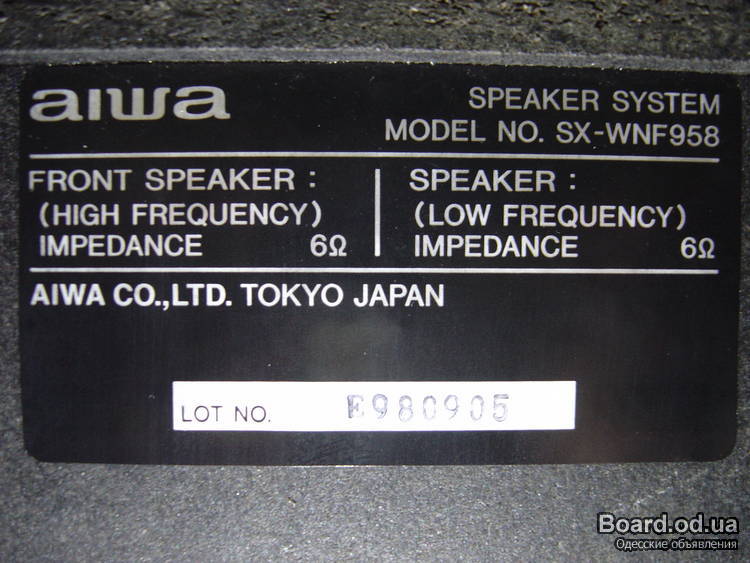 aiwa
SPEAKER SYSTEM
MODEL NO. SX-WNF958
FRONT SPEAKER :
(HIGH FREQUENCY)
IMPEDANCE 6Ω
SPEAKER :
(LOW FREQUENCY)
IMPEDANCE 6Ω
AIWA CO.,LTD. TOKYO JAPAN
LOT NO. E980905
Board.od.ua
Одесские объявления